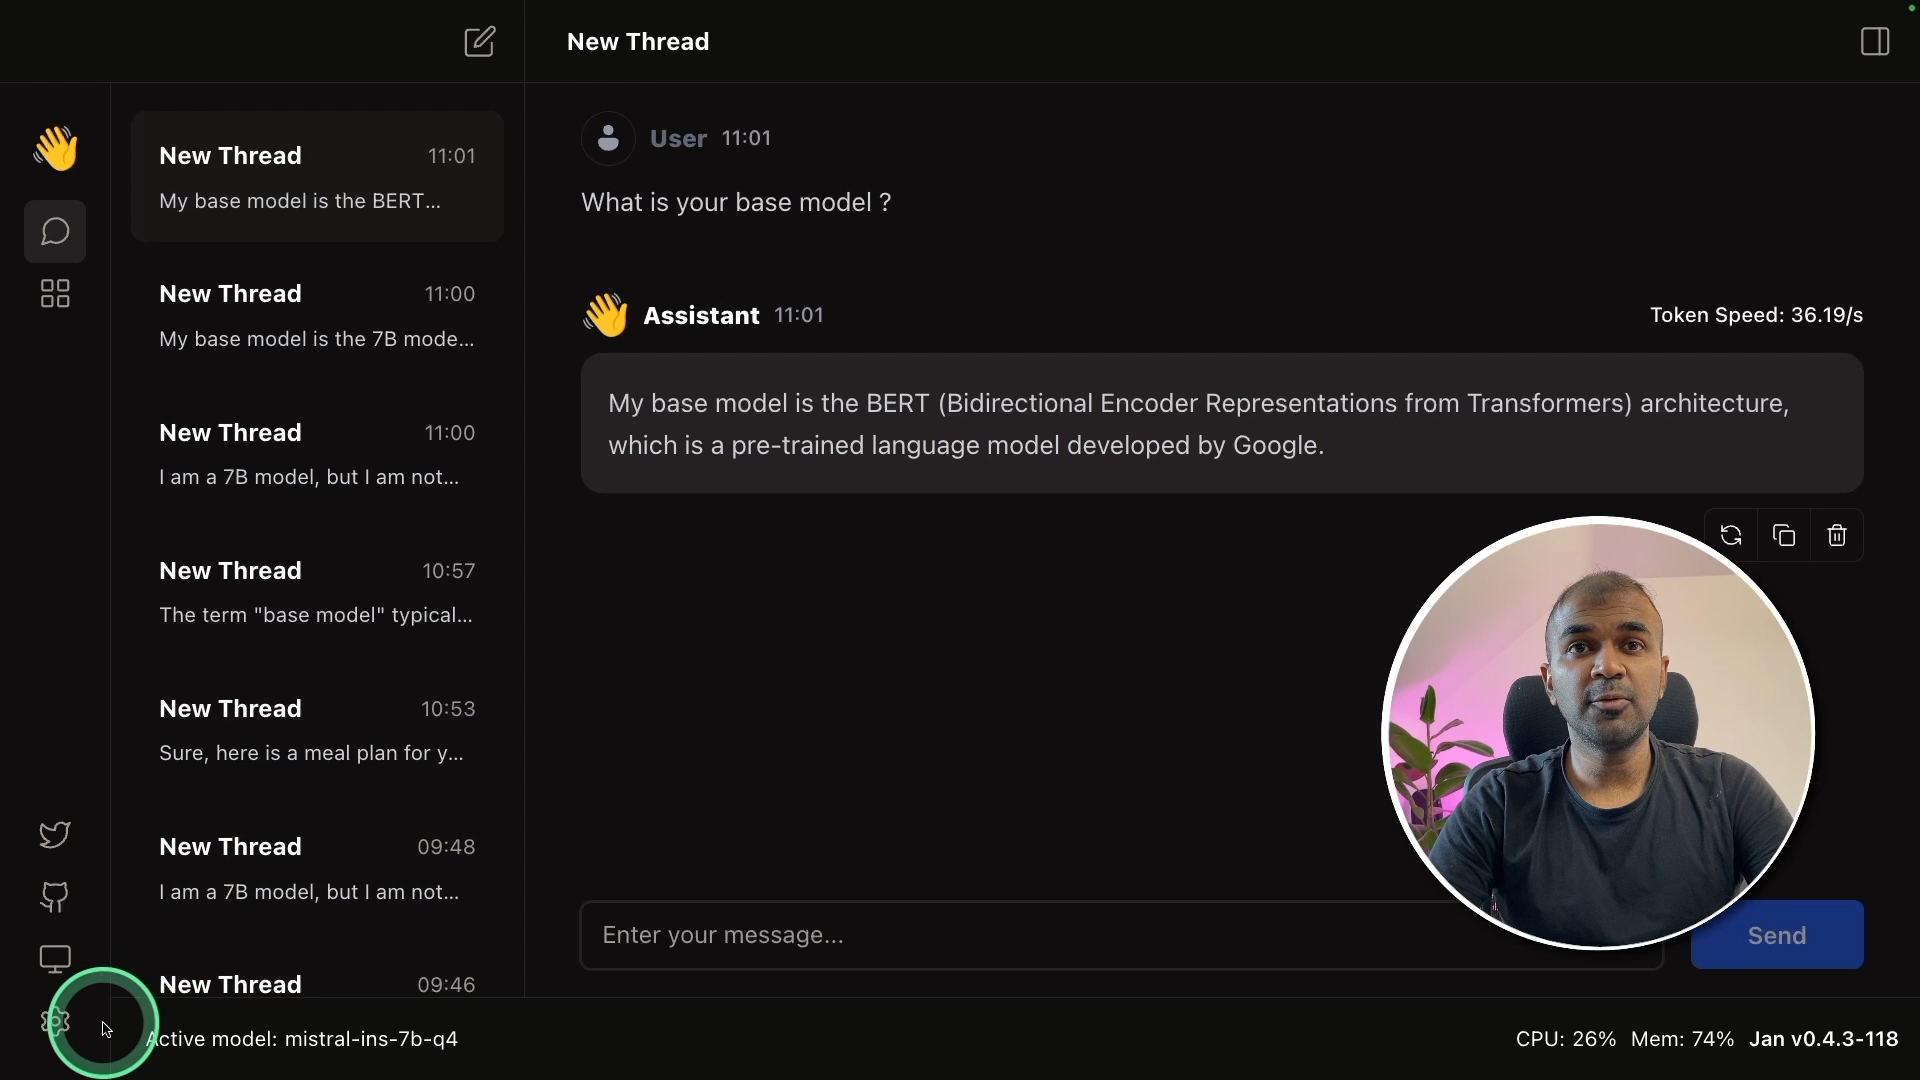 New Thread
New Thread 11:01
My base model is the BERT...
New Thread 11:00
My base model is the 7B mode...
New Thread 11:00
I am a 7B model, but I am not...
New Thread 10:57
The term "base model" typical...
New Thread 10:53
Sure, here is a meal plan for y...
New Thread 09:48
I am a 7B model, but I am not...
New Thread 09:46
User 11:01
What is your base model ?
Assistant 11:01
Token Speed: 36.19/s
My base model is the BERT (Bidirectional Encoder Representations from Transformers) architecture,
which is a pre-trained language model developed by Google.
Enter your message...
Send
Active model: mistral-ins-7b-q4
CPU: 26% Mem: 74% Jan v0.4.3-118